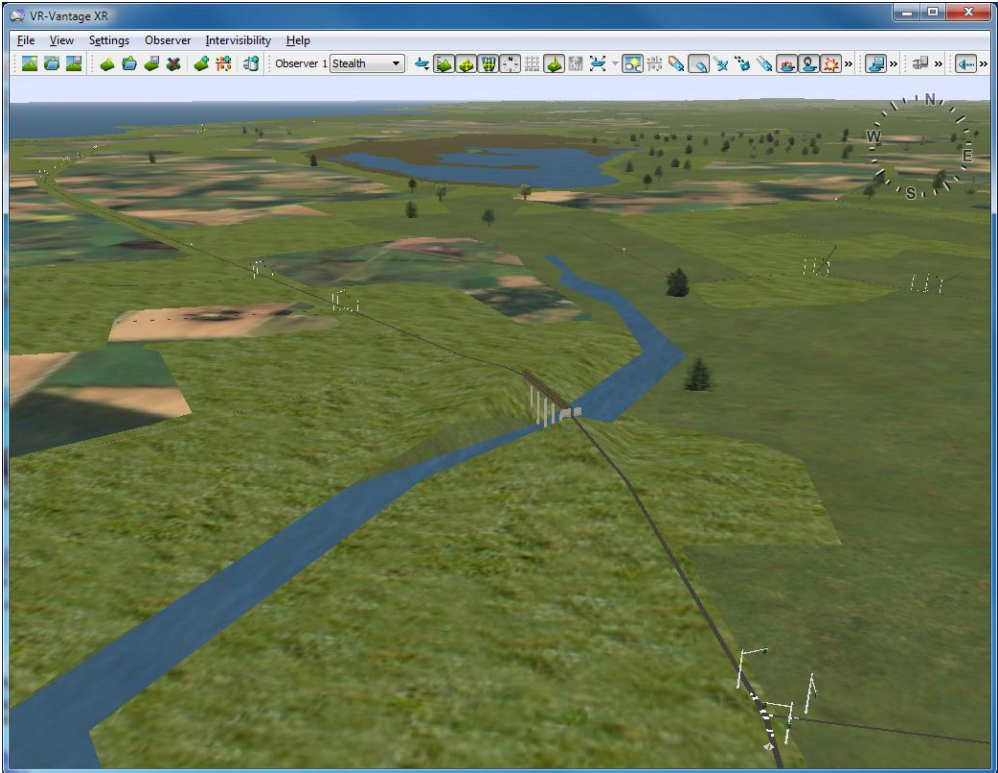 VR-Vantage XR
File View Settings Observer Intervisibility Help
Observer 1 Stealth
N
W
E
S